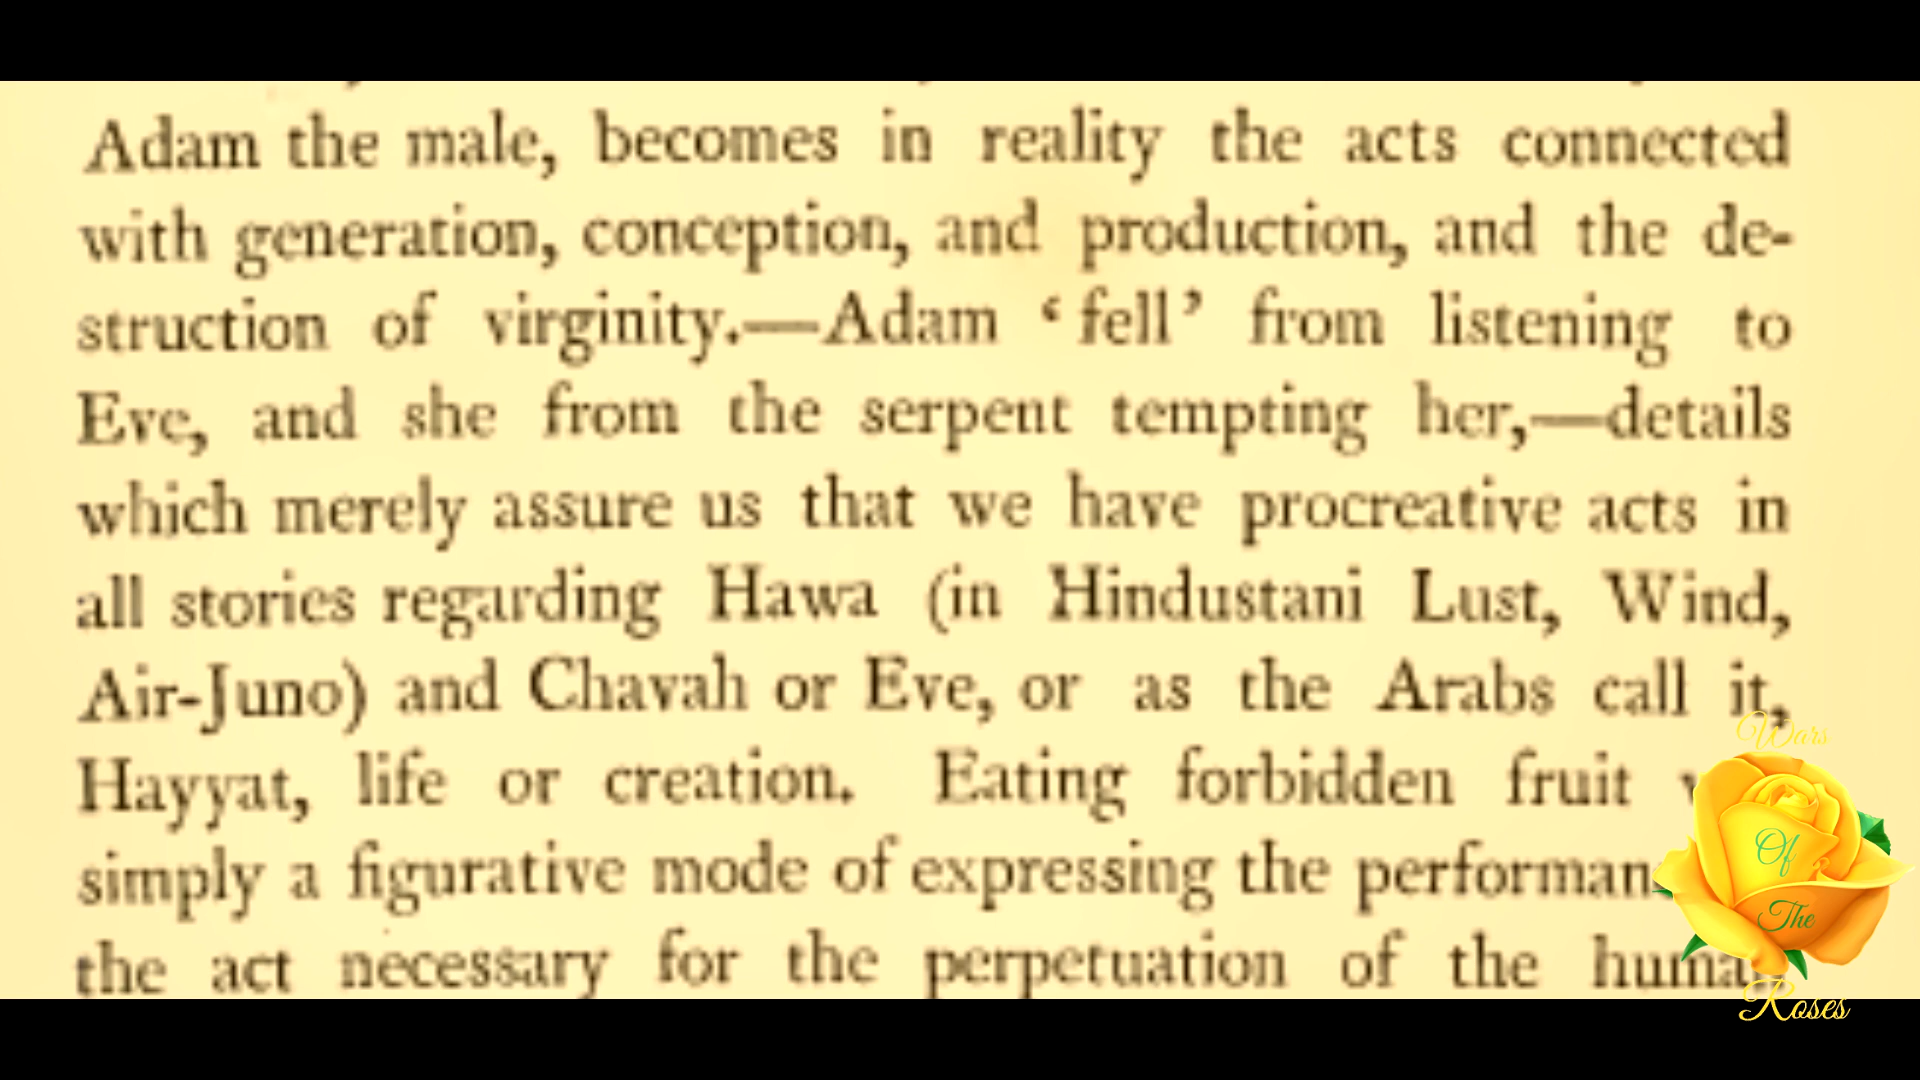 Adam the male, becomes in reality the acts connected
with generation, conception, and production, and the de-
struction of virginity.—Adam ‘fell’ from listening to
Eve, and she from the serpent tempting her,—details
which merely assure us that we have procreative acts in
all stories regarding Hawa (in Hindustani Lust, Wind,
Air-Juno) and Chavah or Eve, or as the Arabs call it,
Hayyat, life or creation. Eating forbidden fruit
simply a figurative mode of expressing the
the act necessary for the perpetuation of the
Wars
Of
The
Roses